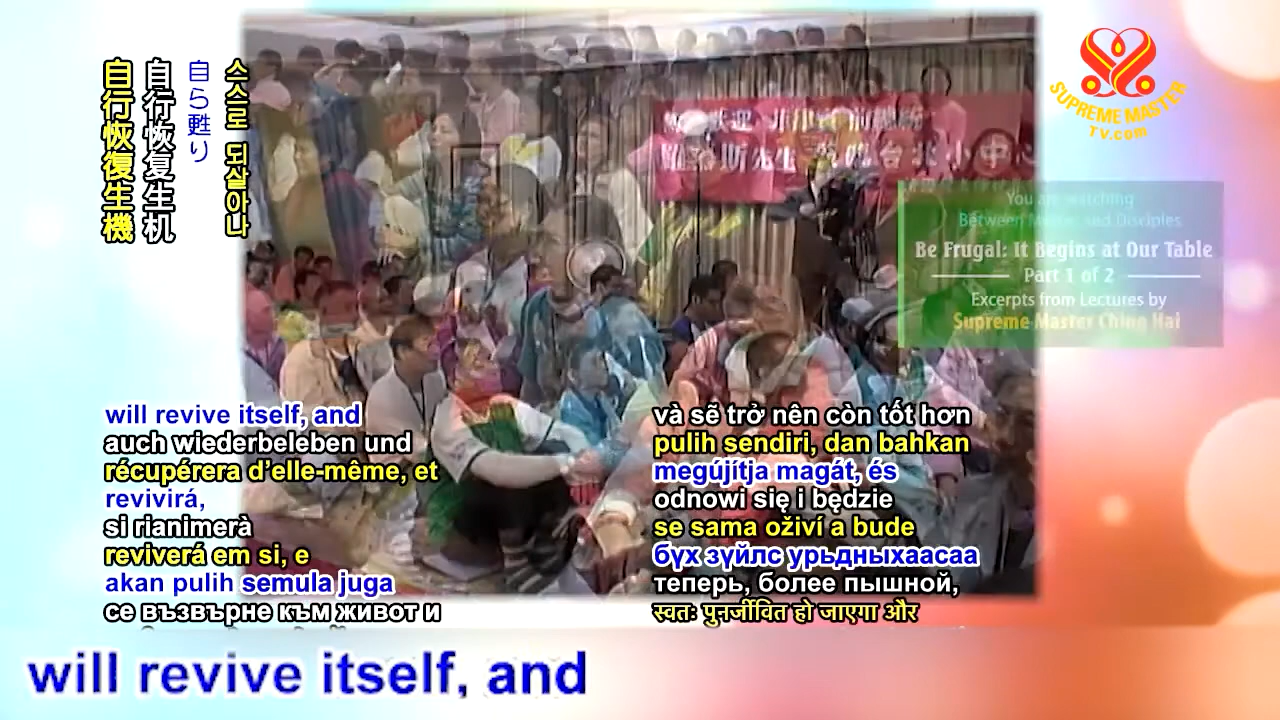 自行恢復生機
自行恢复生机
自ら甦り
스스로 되살아나
SUPREME MASTER
TV.com
You are watching
Between Master and Disciples
Be Frugal: It Begins at Our Table
Part 1 of 2
Excerpts from Lectures by
Supreme Master Ching Hai
will revive itself, and
auch wiederbeleben und
récupérera d’elle-même, et
revivirá,
si rianimerà
reviverá em si, e
akan pulih semula juga
се възвърне към живот и
và sẽ trở nên còn tốt hơn
pulih sendiri, dan bahkan
megújítja magát, és
odnowi się i będzie
se sama oživí a bude
бүх зүйлс урьдныхаасаа
теперь, более пышной,
स्वतः पुनर्जीवित हो जाएगा और
will revive itself, and